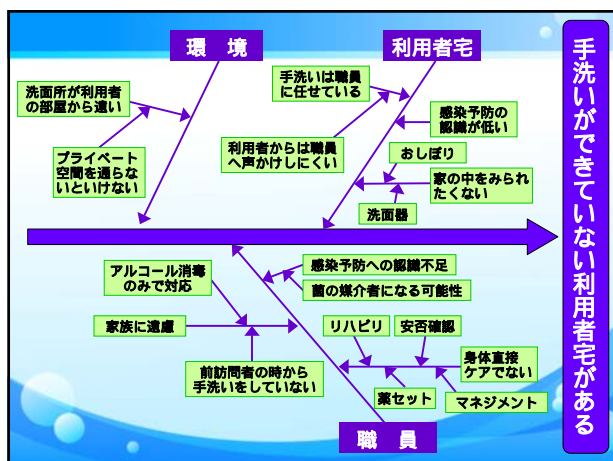 環 境
利用者宅
手洗いができていない利用者宅がある
洗面所が利用者
の部屋から遠い
プライベート
空間を通らな
いといけない
手洗いは職員
に任せている
利用者からは職員
へ声かけしにくい
感染予防の
認識が低い
おしぼり
家の中をみられ
たくない
洗面器
アルコール消毒
のみで対応
家族に遠慮
前訪問者の時から
手洗いをしていない
感染予防への認識不足
菌の媒介者になる可能性
リハビリ
安否確認
身体直接
ケアでない
薬セット
マネジメント
職 員